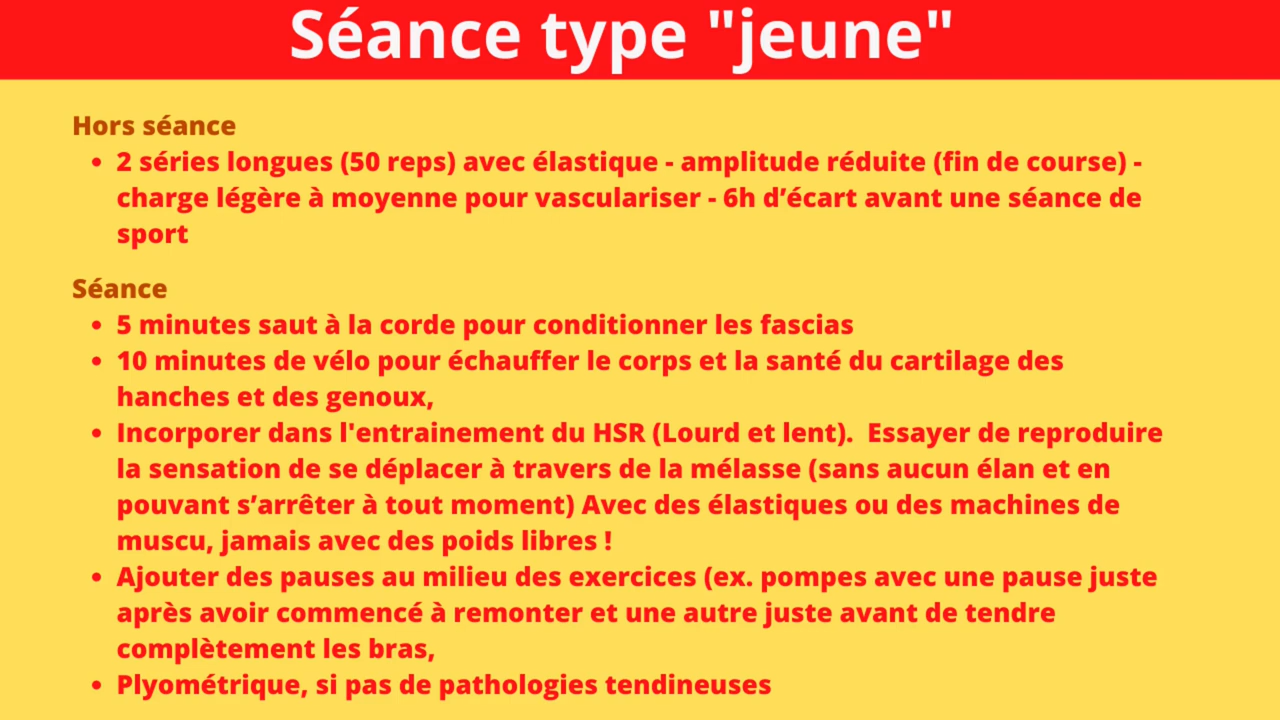 Séance type "jeune"
Hors séance
• 2 séries longues (50 reps) avec élastique - amplitude réduite (fin de course) -
charge légère à moyenne pour vasculariser - 6h d’écart avant une séance de
sport
Séance
• 5 minutes saut à la corde pour conditionner les fascias
• 10 minutes de vélo pour échauffer le corps et la santé du cartilage des
hanches et des genoux,
• Incorporer dans l'entrainement du HSR (Lourd et lent).  Essayer de reproduire
la sensation de se déplacer à travers de la mélasse (sans aucun élan et en
pouvant s’arrêter à tout moment) Avec des élastiques ou des machines de
muscu, jamais avec des poids libres !
• Ajouter des pauses au milieu des exercices (ex. pompes avec une pause juste
après avoir commencé à remonter et une autre juste avant de tendre
complètement les bras,
• Plyométrique, si pas de pathologies tendineuses